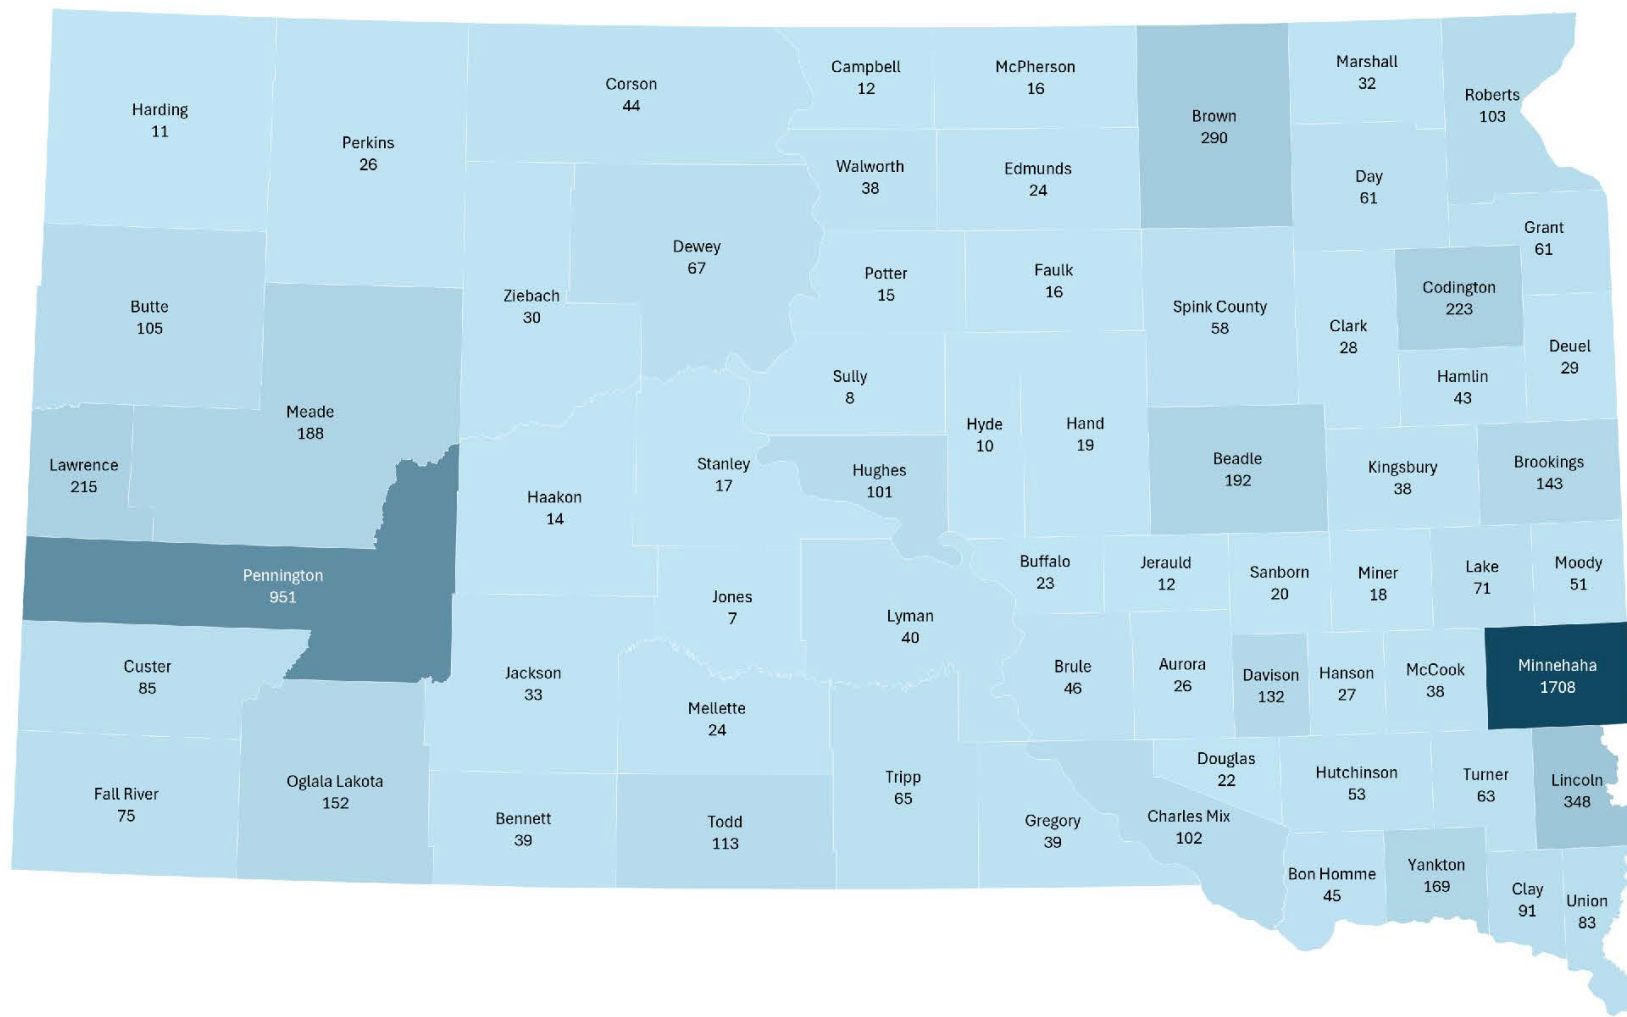 Harding
11
Perkins
26
Corson
44
Campbell
12
McPherson
16
Brown
290
Marshall
32
Roberts
103
Walworth
38
Edmunds
24
Day
61
Grant
61
Butte
105
Meade
188
Ziebach
30
Dewey
67
Potter
15
Faulk
16
Spink County
58
Clark
28
Codington
223
Deuel
29
Hamlin
43
Sully
8
Lawrence
215
Haakon
14
Stanley
17
Hughes
101
Hyde
10
Hand
19
Beadle
192
Kingsbury
38
Brookings
143
Pennington
951
Jones
7
Lyman
40
Buffalo
23
Jerauld
12
Sanborn
20
Miner
18
Lake
71
Moody
51
Custer
85
Jackson
33
Mellette
24
Brule
46
Aurora
26
Davison
132
Hanson
27
McCook
38
Minnehaha
1708
Fall River
75
Oglala Lakota
152
Bennett
39
Todd
113
Tripp
65
Gregory
39
Charles Mix
102
Douglas
22
Hutchinson
53
Turner
63
Lincoln
348
Bon Homme
45
Yankton
169
Clay
91
Union
83